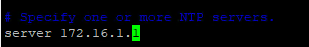 # Specify one or more NTP servers.
server 172.16.1.1